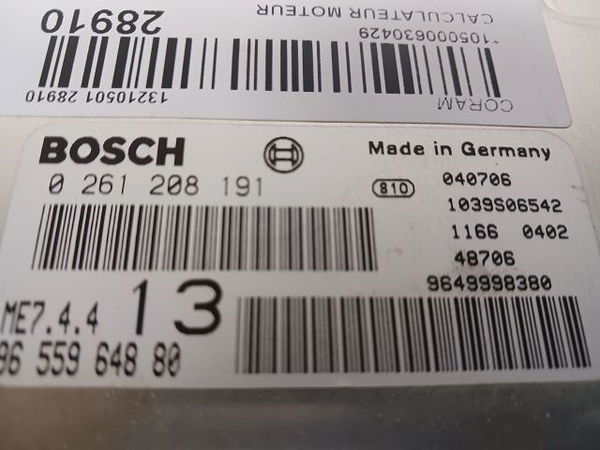 28910
CALCULATEUR MOTEUR
*105000630429
13210501 28910
CORAM
BOSCH
Made in Germany
0 261 208 191
810
040706
1039S06542
1166 0402
48706
9649998380
ME7.4.4 13
96 559 648 80